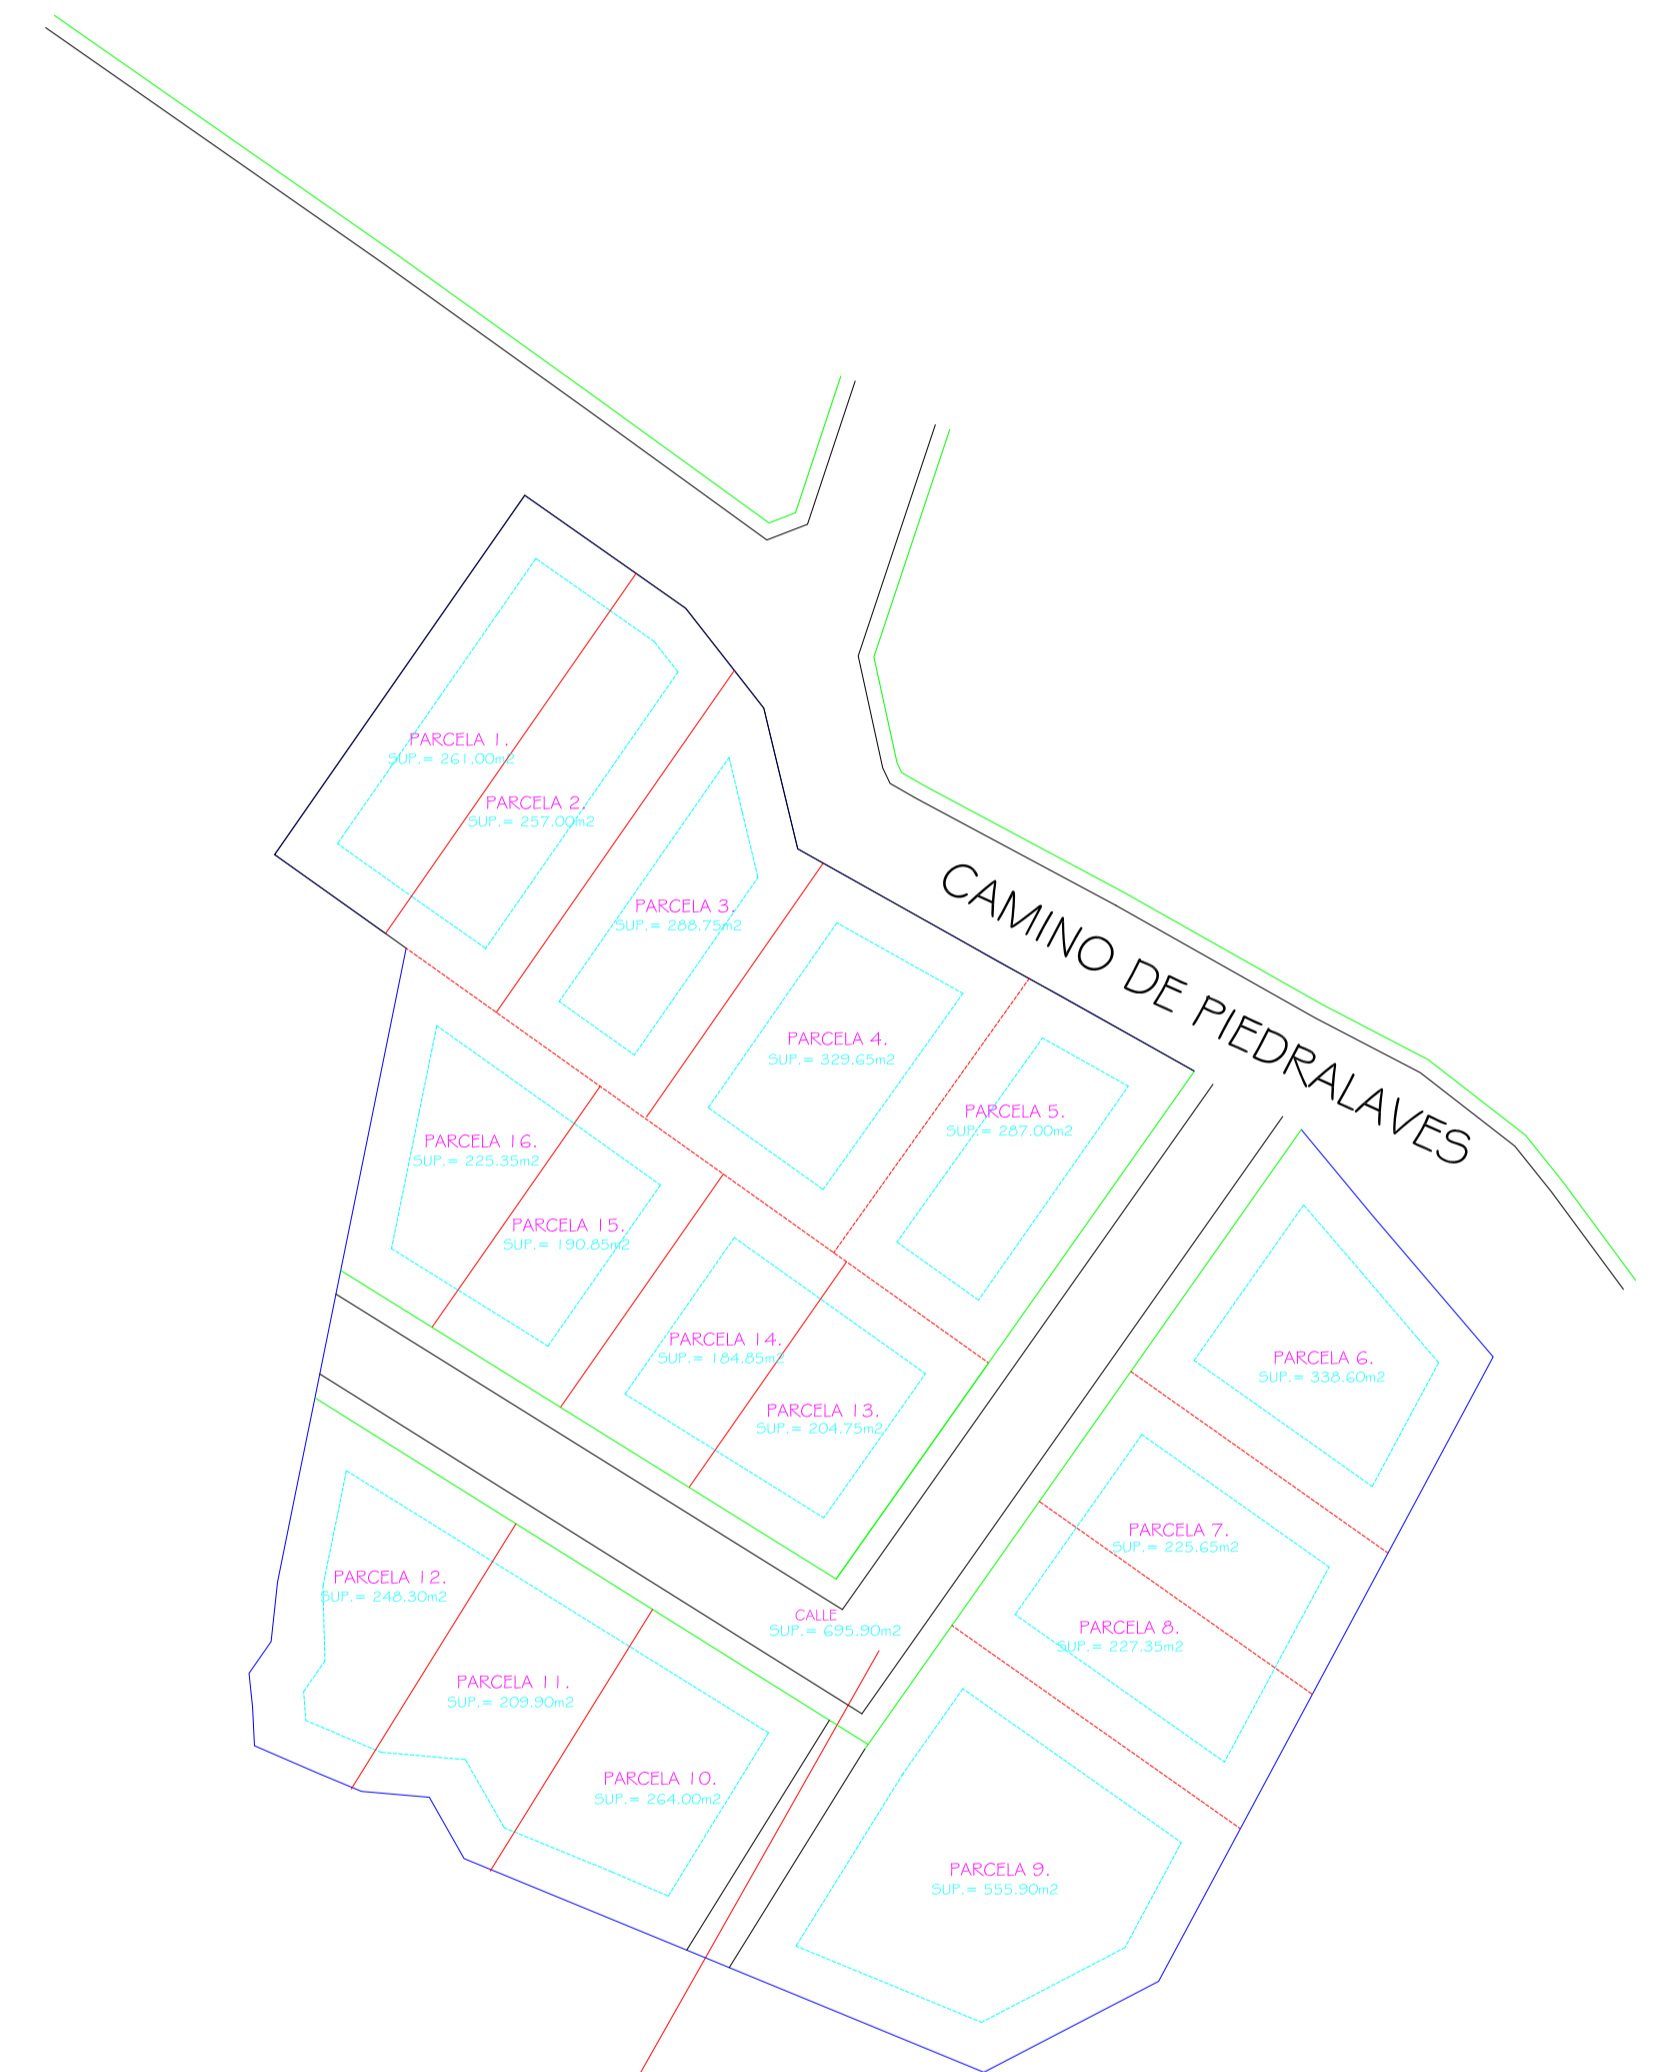 PARCELA 1.
SUP.= 261.00m2
PARCELA 2.
SUP.= 257.00m2
PARCELA 3.
SUP.= 288.75m2
CAMINO DE PIEDRALAVES
PARCELA 4.
SUP.= 329.65m2
PARCELA 5.
SUP.= 287.00m2
PARCELA 16.
SUP.= 225.35m2
PARCELA 15.
SUP.= 190.85m2
PARCELA 14.
SUP.= 184.85m2
PARCELA 13.
SUP.= 204.75m2
PARCELA 6.
SUP.= 338.60m2
PARCELA 7.
SUP.= 225.65m2
PARCELA 8.
SUP.= 227.35m2
PARCELA 12.
SUP.= 248.30m2
CALLE
SUP.= 695.90m2
PARCELA 11.
SUP.= 209.90m2
PARCELA 10.
SUP.= 264.00m2
PARCELA 9.
SUP.= 555.90m2